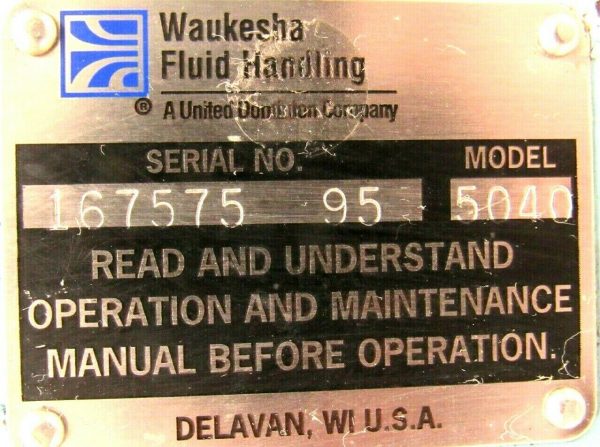 Waukesha
Fluid Handling
® A United Dominion Company
SERIAL NO. MODEL
167575 95 5040
READ AND UNDERSTAND
OPERATION AND MAINTENANCE
MANUAL BEFORE OPERATION.
DELAVAN, WI U.S.A.